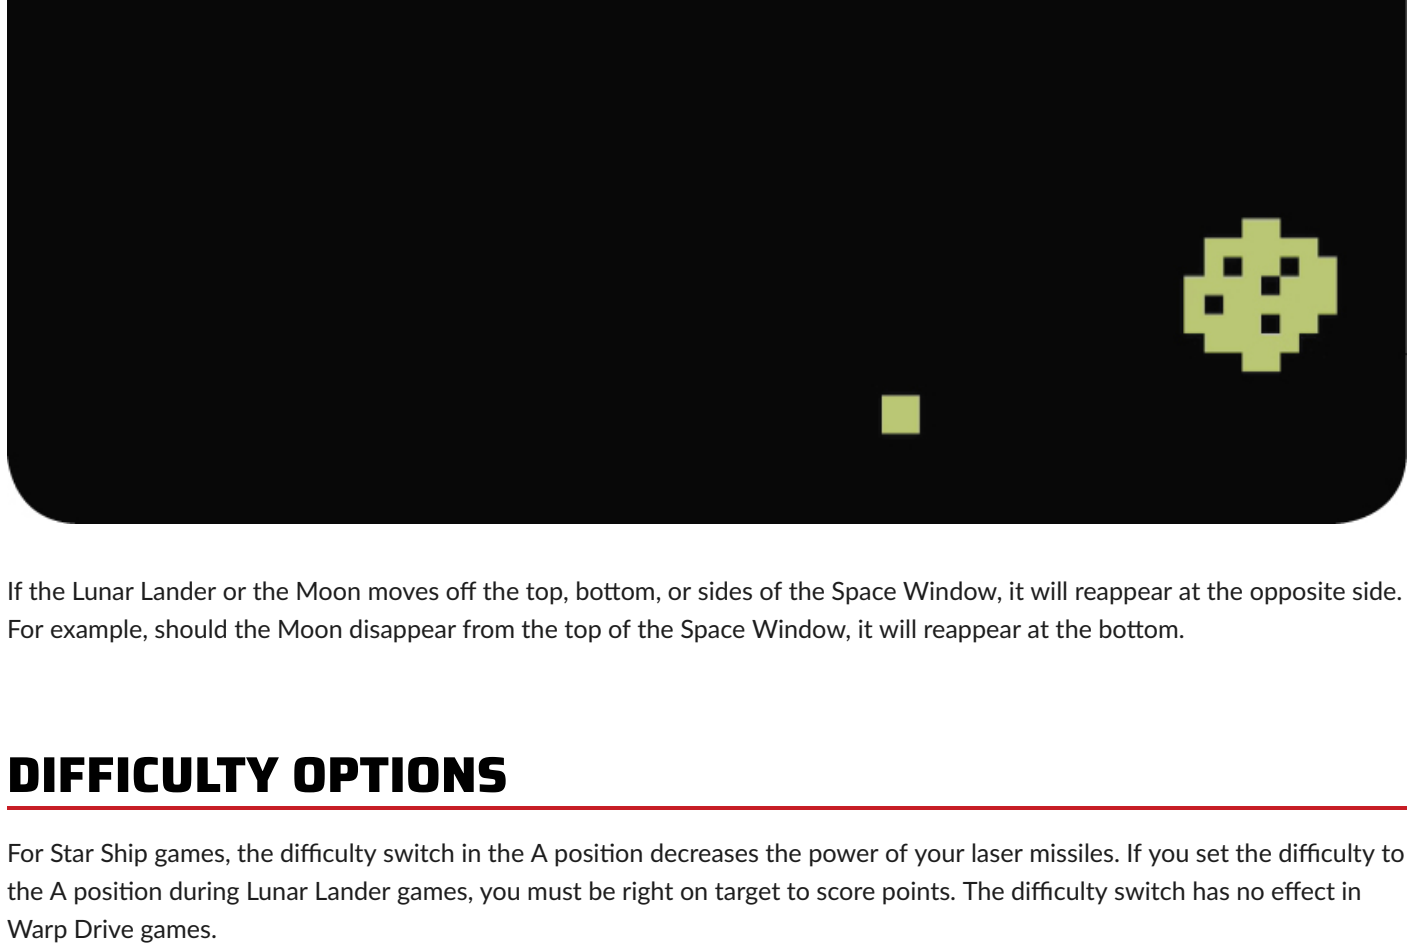 If the Lunar Lander or the Moon moves off the top, bottom, or sides of the Space Window, it will reappear at the opposite side.
For example, should the Moon disappear from the top of the Space Window, it will reappear at the bottom.
DIFFICULTY OPTIONS
For Star Ship games, the difficulty switch in the A position decreases the power of your laser missiles. If you set the difficulty to
the A position during Lunar Lander games, you must be right on target to score points. The difficulty switch has no effect in
Warp Drive games.